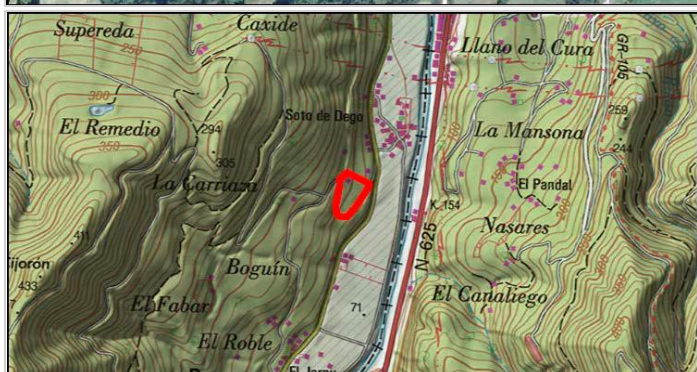 Caxide
Supereda
250
Llano del Cura
GR-105
300
Soto de Dego
259
El Remedio
294
La Mansona
350
244
305
El Pandal
La Carriaza
K. 154
411
Nasares
N 625
Boguín
433
El Canaliego
El Fabar
71
El Roble